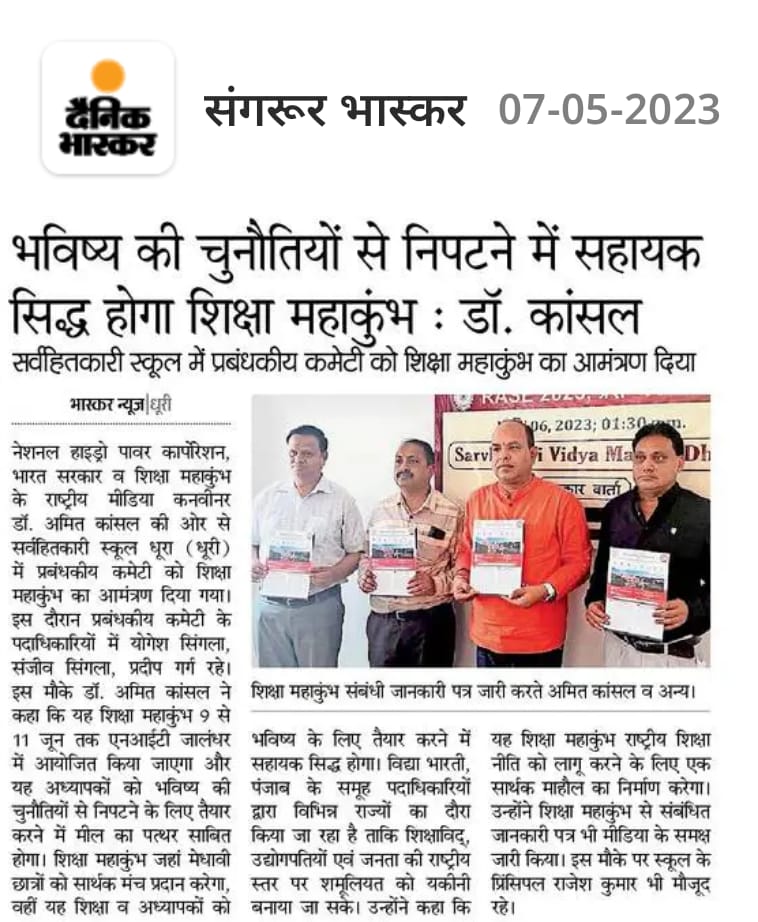 दैनिक
भास्कर
संगरूर भास्कर 07-05-2023
भविष्य की चुनौतियों से निपटने में सहायक
सिद्ध होगा शिक्षा महाकुंभ : डॉ. कांसल
सर्वहितकारी स्कूल में प्रबंधकीय कमेटी को शिक्षा महाकुंभ का आमंत्रण दिया
भास्कर न्यूज|धूरी
नेशनल हाइड्रो पावर कार्पोरेशन,
भारत सरकार व शिक्षा महाकुंभ
के राष्ट्रीय मीडिया कनवीनर
डॉ. अमित कांसल की ओर से
सर्वहितकारी स्कूल धूरा (धूरी)
में प्रबंधकीय कमेटी को शिक्षा
महाकुंभ का आमंत्रण दिया गया।
इस दौरान प्रबंधकीय कमेटी के
पदाधिकारियों में योगेश सिंगला,
संजीव सिंगला, प्रदीप गर्ग रहे।
इस मौके डॉ. अमित कांसल ने
कहा कि यह शिक्षा महाकुंभ 9 से
11 जून तक एनआईटी जालंधर
में आयोजित किया जाएगा और
यह अध्यापकों को भविष्य की
चुनौतियों से निपटने के लिए तैयार
करने में मील का पत्थर साबित
होगा। शिक्षा महाकुंभ जहां मेधावी
छात्रों को सार्थक मंच प्रदान करेगा,
वहीं यह शिक्षा व अध्यापकों को
RASE 2023,
06, 2023; 01:30 p.m.
Sarv i Vidya Ma Dh
कार वार्ता
शिक्षा महाकुंभ संबंधी जानकारी पत्र जारी करते अमित कांसल व अन्य।
भविष्य के लिए तैयार करने में
सहायक सिद्ध होगा। विद्या भारती,
पंजाब के समूह पदाधिकारियों
द्वारा विभिन्न राज्यों का दौरा
किया जा रहा है ताकि शिक्षाविद्,
उद्योगपतियों एवं जनता की राष्ट्रीय
स्तर पर शमूलियत को यकीनी
बनाया जा सके। उन्होंने कहा कि
यह शिक्षा महाकुंभ राष्ट्रीय शिक्षा
नीति को लागू करने के लिए एक
सार्थक माहौल का निर्माण करेगा।
उन्होंने शिक्षा महाकुंभ से संबंधित
जानकारी पत्र भी मीडिया के समक्ष
जारी किया। इस मौके पर स्कूल के
प्रिंसिपल राजेश कुमार भी मौजूद
रहे।